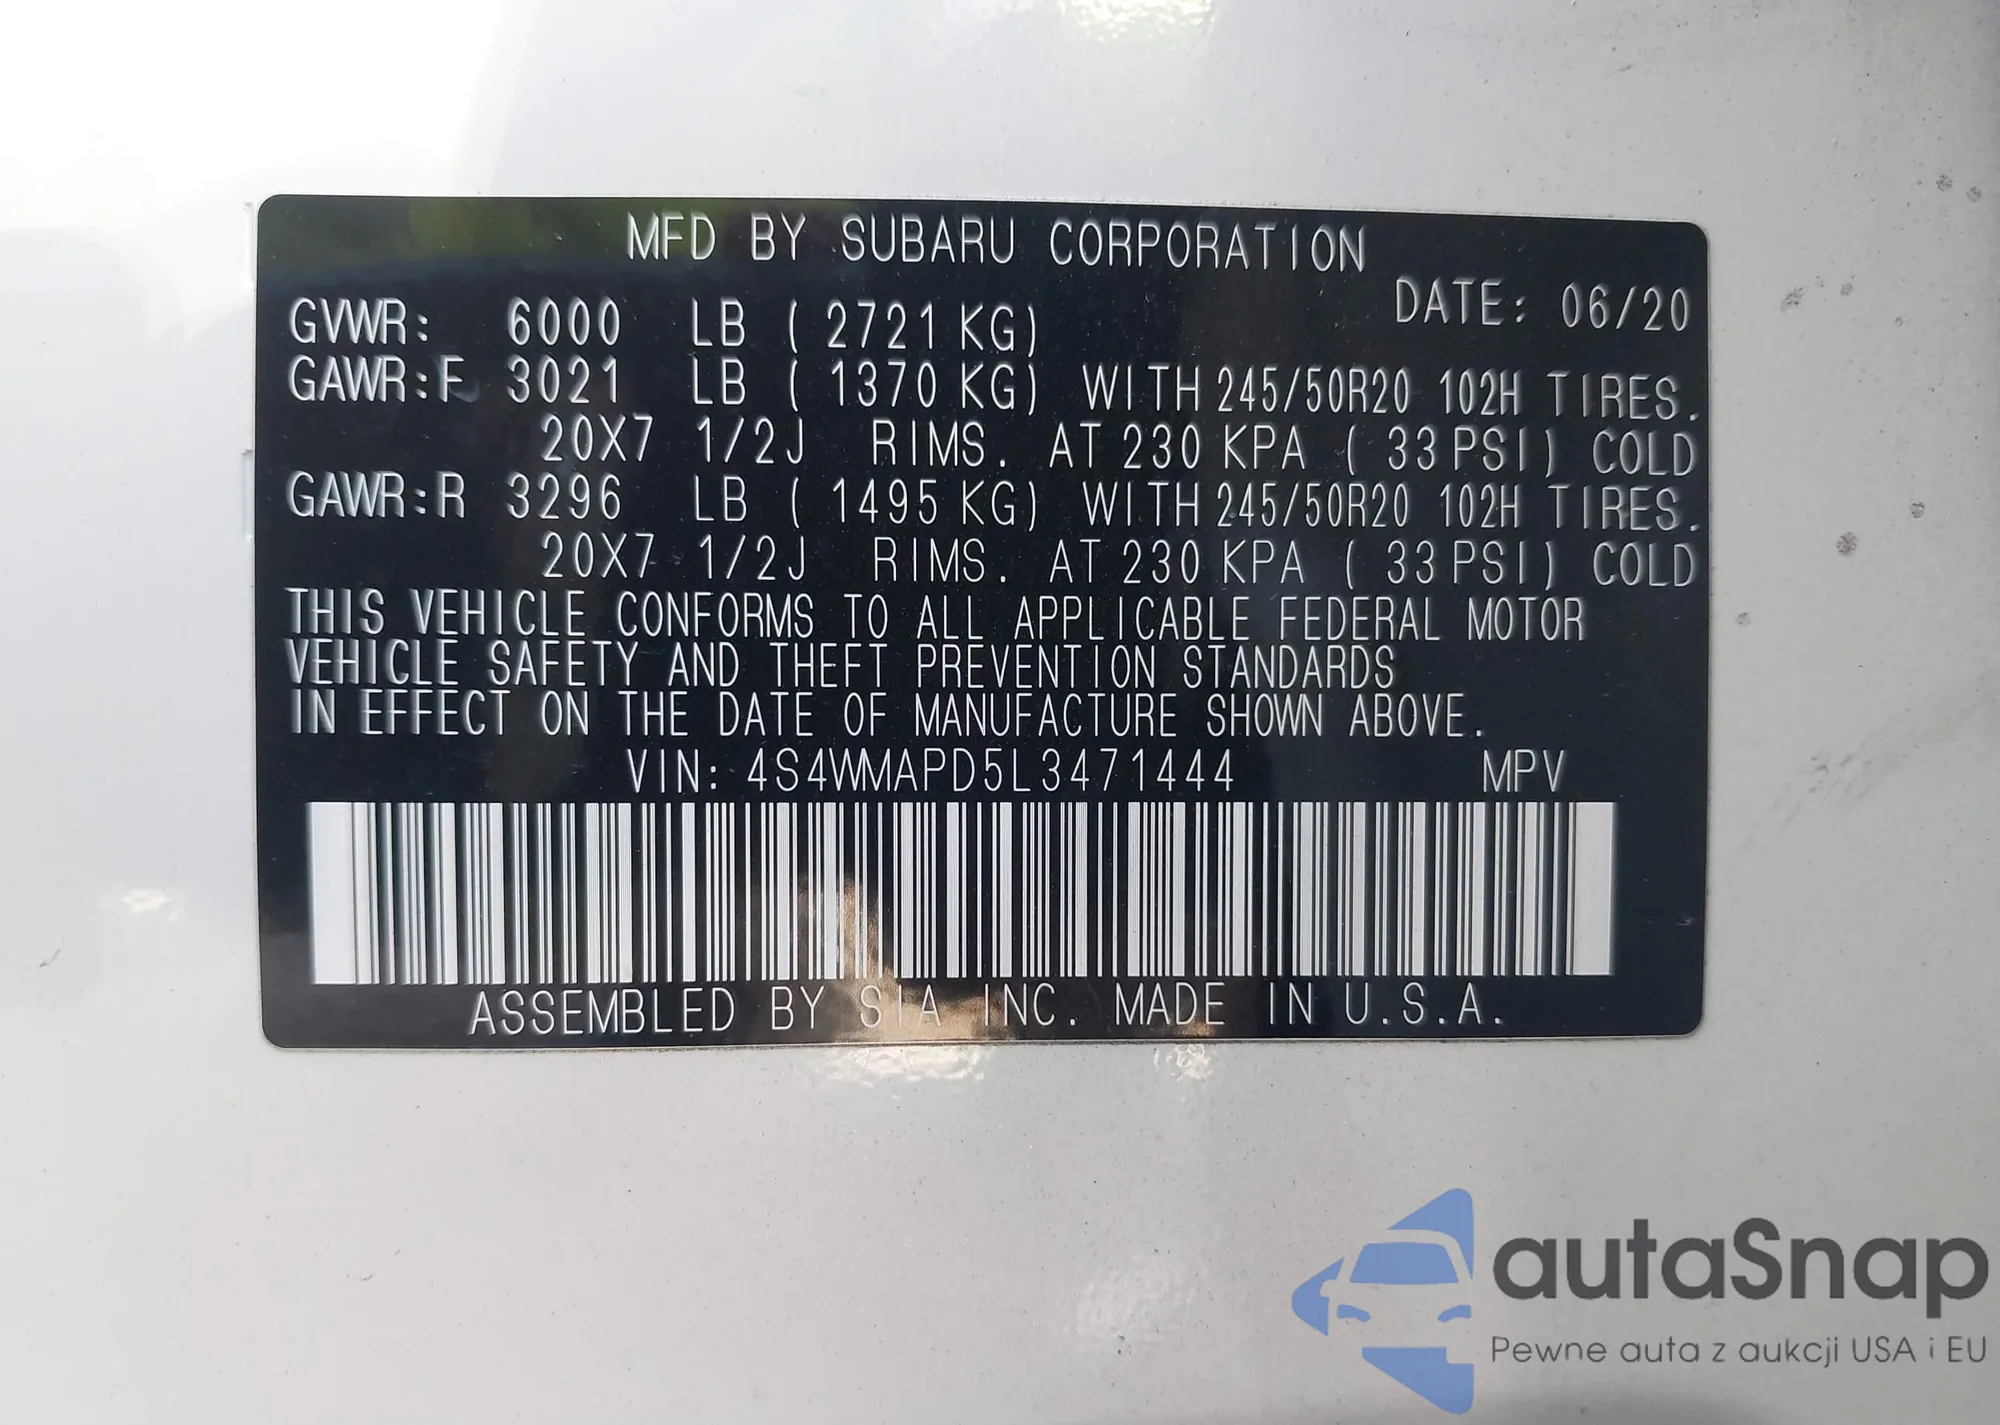 MFD BY SUBARU CORPORATION
DATE: 06/20
GVWR: 6000 LB ( 2721 KG)
GAWR:F 3021 LB ( 1370 KG) WITH 245/50R20 102H TIRES.
20X7 1/2J RIMS. AT 230 KPA ( 33 PSI) COLD
GAWR:R 3296 LB ( 1495 KG) WITH 245/50R20 102H TIRES.
20X7 1/2J RIMS. AT 230 KPA ( 33 PSI) COLD
THIS VEHICLE CONFORMS TO ALL APPLICABLE FEDERAL MOTOR
VEHICLE SAFETY AND THEFT PREVENTION STANDARDS
IN EFFECT ON THE DATE OF MANUFACTURE SHOWN ABOVE.
VIN: 4S4WMAPD5L3471444 MPV
ASSEMBLED BY SIA INC. MADE IN U.S.A.
autaSnap
Pewne auta z aukcji USA i EU